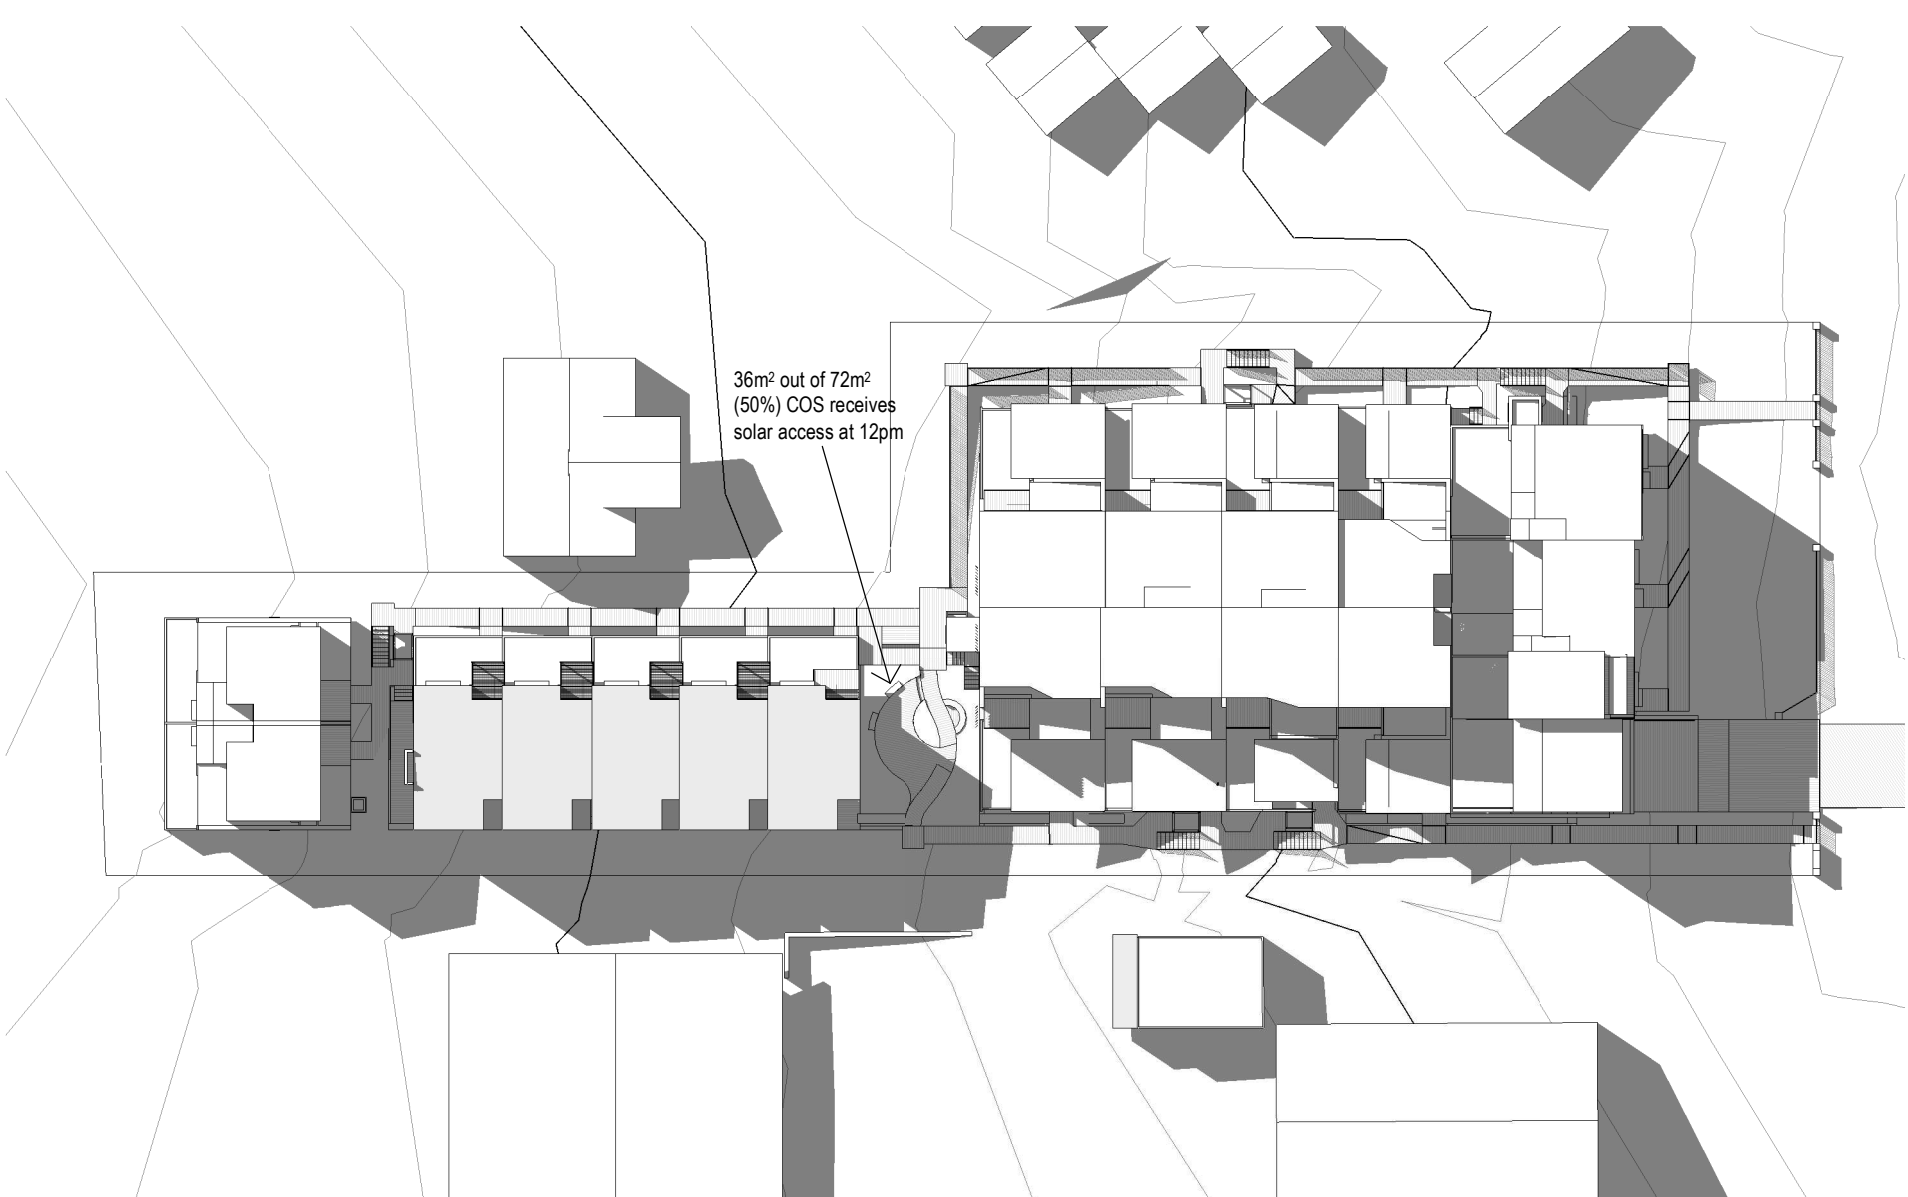 36m² out of 72m²
(50%) COS receives
solar access at 12pm